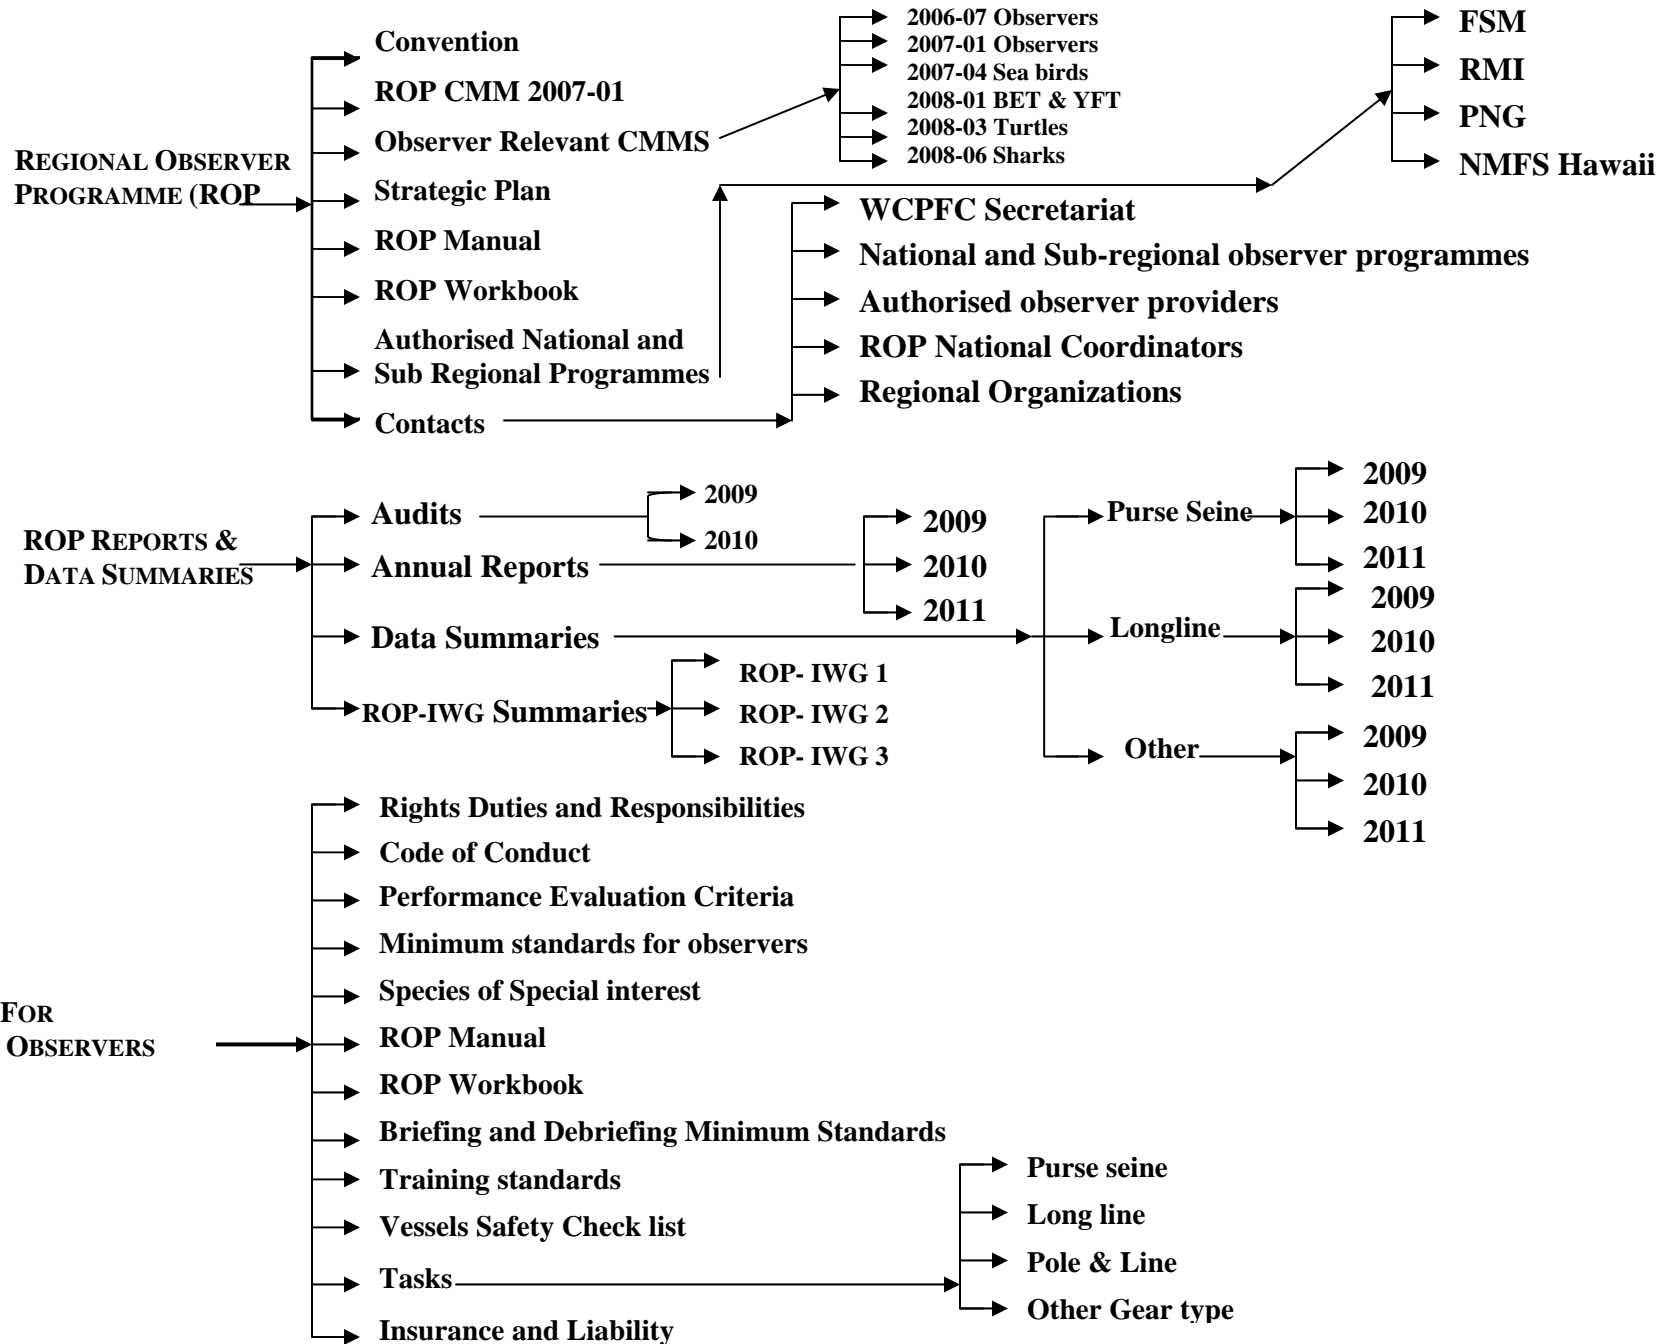 REGIONAL OBSERVER
PROGRAMME (ROP
Convention
ROP CMM 2007-01
Observer Relevant CMMS
Strategic Plan
ROP Manual
ROP Workbook
Authorised National and
Sub Regional Programmes
Contacts
2006-07 Observers
2007-01 Observers
2007-04 Sea birds
2008-01 BET & YFT
2008-03 Turtles
2008-06 Sharks
FSM
RMI
PNG
NMFS Hawaii
WCPFC Secretariat
National and Sub-regional observer programmes
Authorised observer providers
ROP National Coordinators
Regional Organizations
ROP REPORTS &
DATA SUMMARIES
Audits
2009
2010
Annual Reports
2009
2010
2011
Data Summaries
Purse Seine
2009
2010
2011
Longline
2009
2010
2011
Other
2009
2010
2011
ROP-IWG Summaries
ROP- IWG 1
ROP- IWG 2
ROP- IWG 3
FOR
OBSERVERS
Rights Duties and Responsibilities
Code of Conduct
Performance Evaluation Criteria
Minimum standards for observers
Species of Special interest
ROP Manual
ROP Workbook
Briefing and Debriefing Minimum Standards
Training standards
Vessels Safety Check list
Tasks
Purse seine
Long line
Pole & Line
Other Gear type
Insurance and Liability